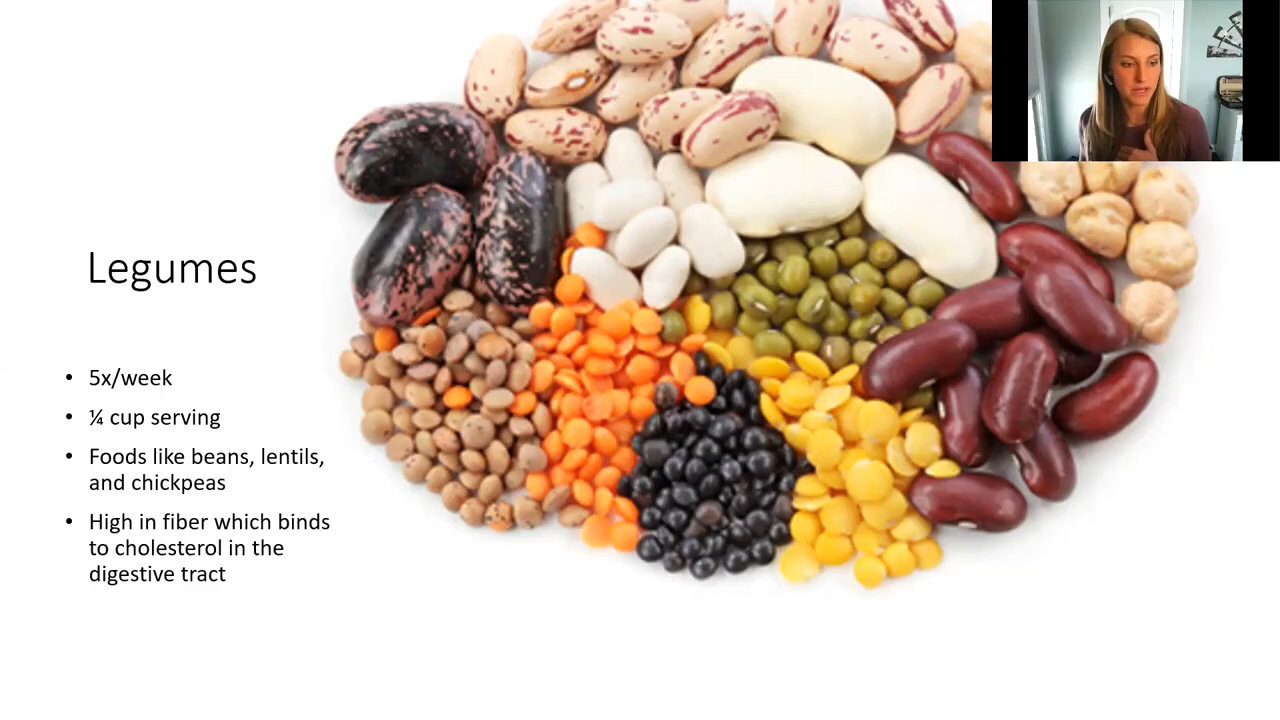 Legumes
• 5x/week
• ¼ cup serving
• Foods like beans, lentils,
and chickpeas
• High in fiber which binds
to cholesterol in the
digestive tract